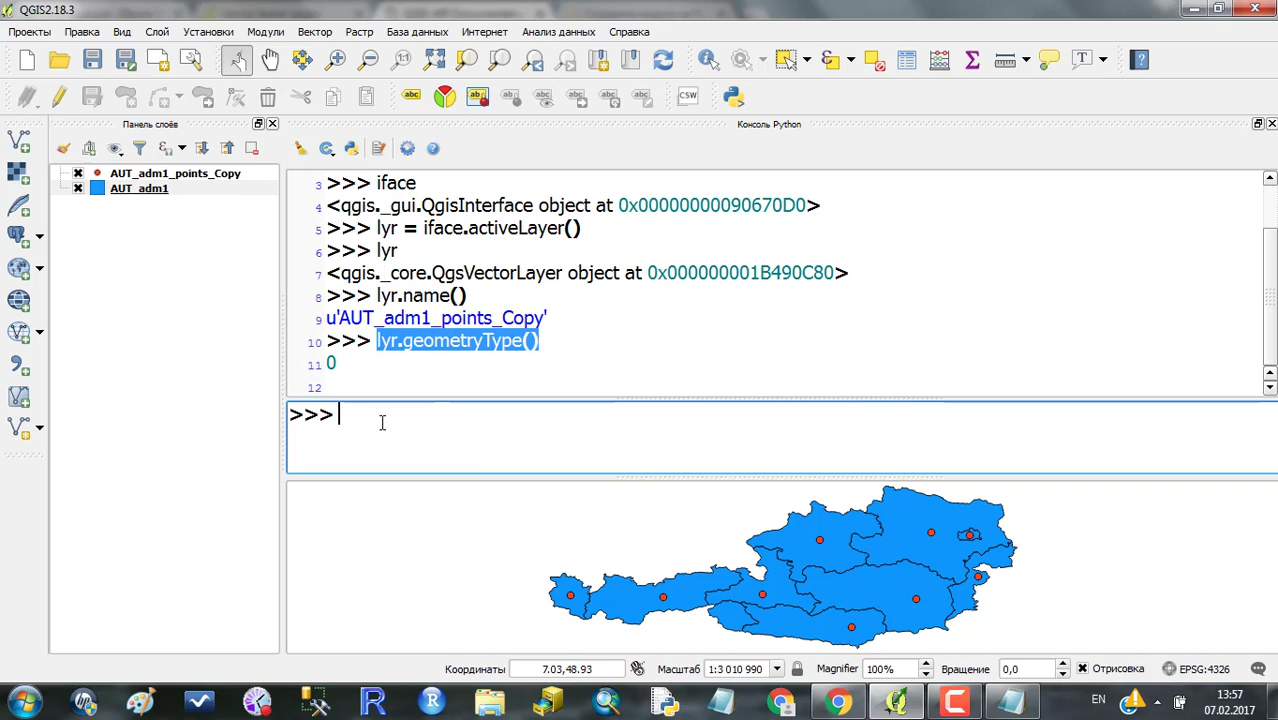 QGIS2.18.3
Проекты Правка Вид Слой Установки Модули Вектор Растр База данных Интернет Анализ данных Справка
abc abc abc CSW
Панель слоёв
AUT_adm1_points_Copy
AUT_adm1
Консоль Python
3 >>> iface
4 <qgis._gui.QgisInterface object at 0x00000000090670D0>
5 >>> lyr = iface.activeLayer()
6 >>> lyr
7 <qgis._core.QgsVectorLayer object at 0x000000001B490C80>
8 >>> lyr.name()
9 u'AUT_adm1_points_Copy'
10 >>> lyr.geometryType()
11 0
12
>>>
Координаты 7.03,48.93 Масштаб 1:3 010 990 Magnifier 100% Вращение 0,0 Отрисовка EPSG:4326
EN 13:57
07.02.2017